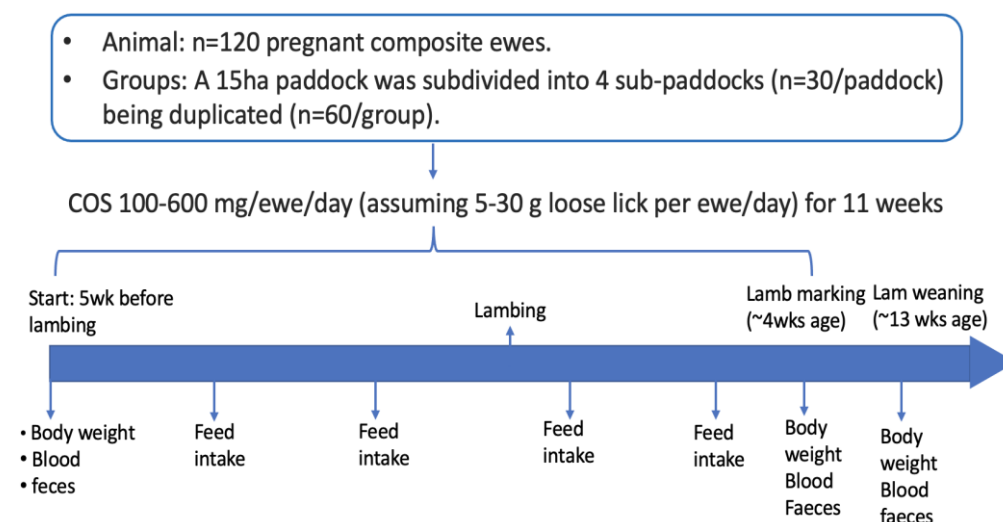 • Animal: n=120 pregnant composite ewes.
• Groups: A 15ha paddock was subdivided into 4 sub-paddocks (n=30/paddock)
being duplicated (n=60/group).
COS 100-600 mg/ewe/day (assuming 5-30 g loose lick per ewe/day) for 11 weeks
Start: 5wk before
lambing
Lambing
Lamb marking
(~4wks age)
Lam weaning
(~13 wks age)
• Body weight
• Blood
• feces
Feed
intake
Feed
intake
Feed
intake
Feed
intake
Body
weight
Blood
Faeces
Body
weight
Blood
faeces